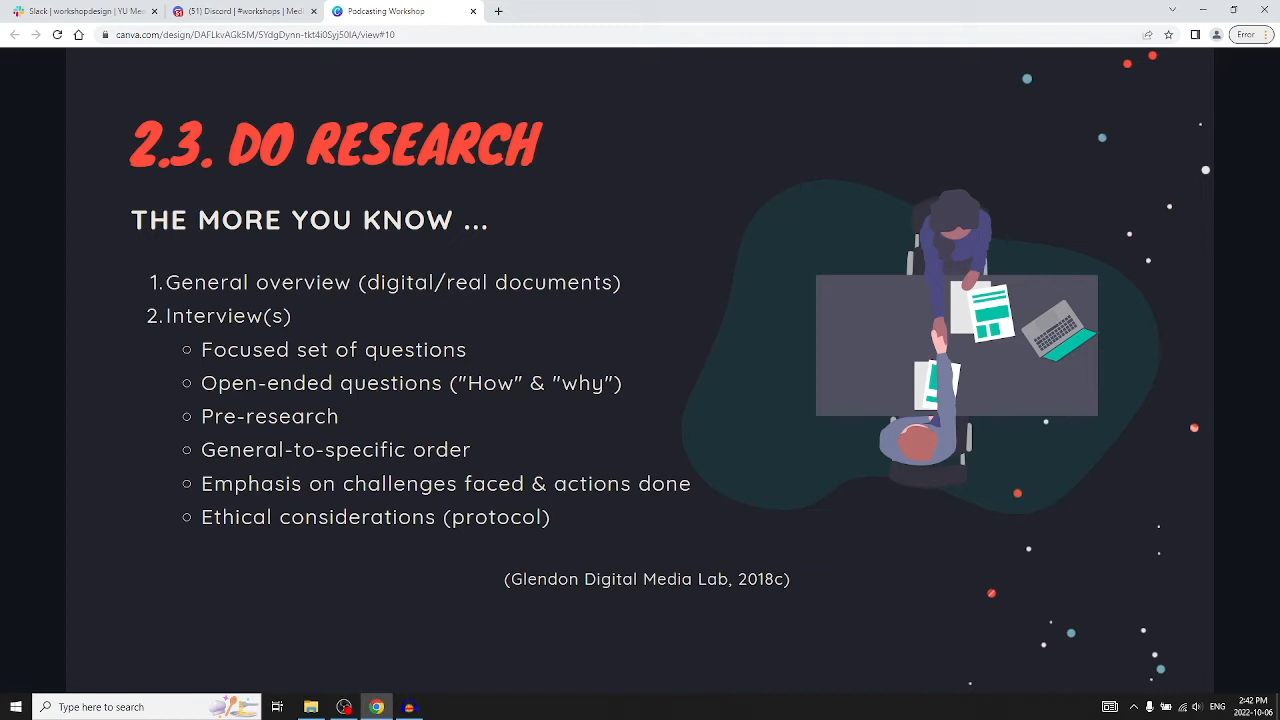 Slack | workshopdesign | YU Me
(51) Discord | #workshops | Medi
Podcasting Workshop
canva.com/design/DAFLkvAGk5M/5YdgDynn-tkt4i0Syj50IA/view#10
Error
2.3. DO RESEARCH
THE MORE YOU KNOW ...
1. General overview (digital/real documents)
2. Interview(s)
Focused set of questions
Open-ended questions ("How" & "why")
Pre-research
General-to-specific order
Emphasis on challenges faced & actions done
Ethical considerations (protocol)
(Glendon Digital Media Lab, 2018c)
Type here to search
ENG
2:42 PM
2022-10-06